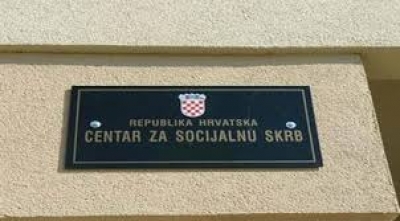 REPUBLIKA HRVATSKA
CENTAR ZA SOCIJALNU SKRB